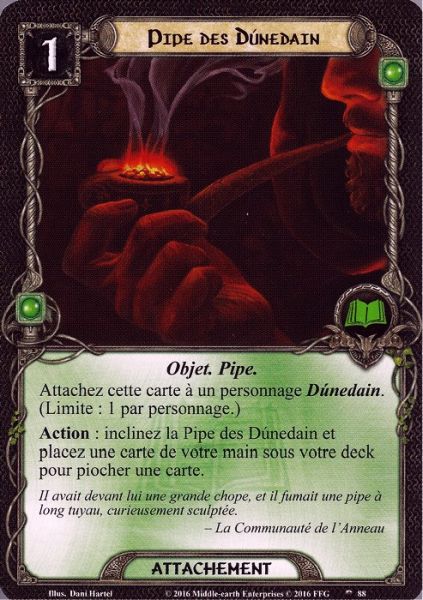 1
Pipe des Dúnedain
Objet. Pipe.
Attachez cette carte à un personnage Dúnedain.
(Limite : 1 par personnage.)
Action : inclinez la Pipe des Dúnedain et
placez une carte de votre main sous votre deck
pour piocher une carte.
Il avait devant lui une grande chope, et il fumait une pipe à
long tuyau, curieusement sculptée.
– La Communauté de l'Anneau
ATTACHEMENT
Illus. Dani Hartel © 2016 Middle-earth Enterprises © 2016 FFG 88